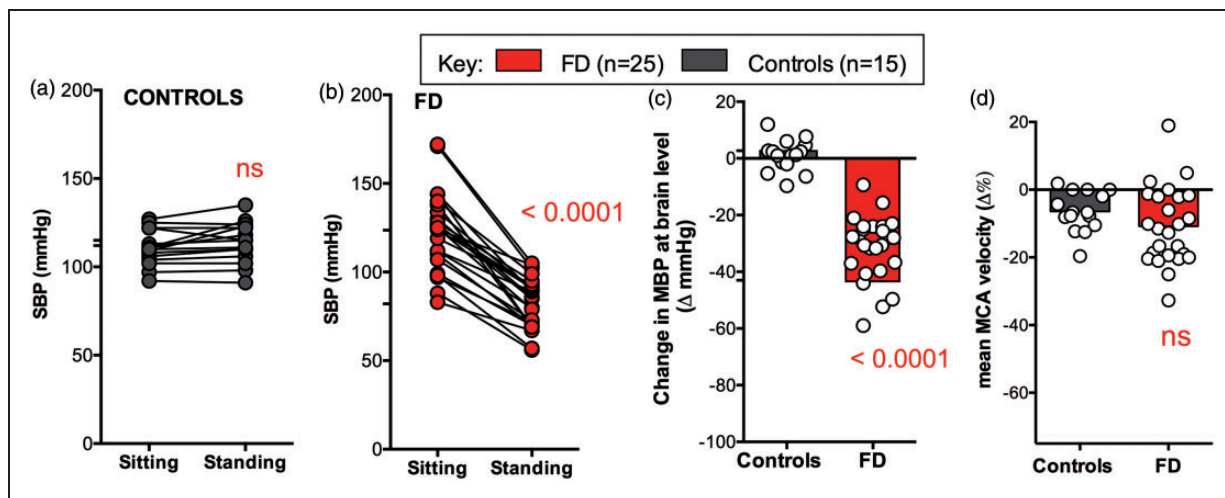 Key: FD (n=25) Controls (n=15)
(a)
CONTROLS
ns
SBP (mmHg)
200
150
100
50
0
Sitting Standing
(b)
FD
< 0.0001
SBP (mmHg)
200
150
100
50
0
Sitting Standing
(c)
Change in MBP at brain level
(Δ mmHg)
20
0
-20
-40
-60
-80
-100
< 0.0001
Controls FD
(d)
mean MCA velocity (Δ%)
20
0
-20
-40
-60
ns
Controls FD